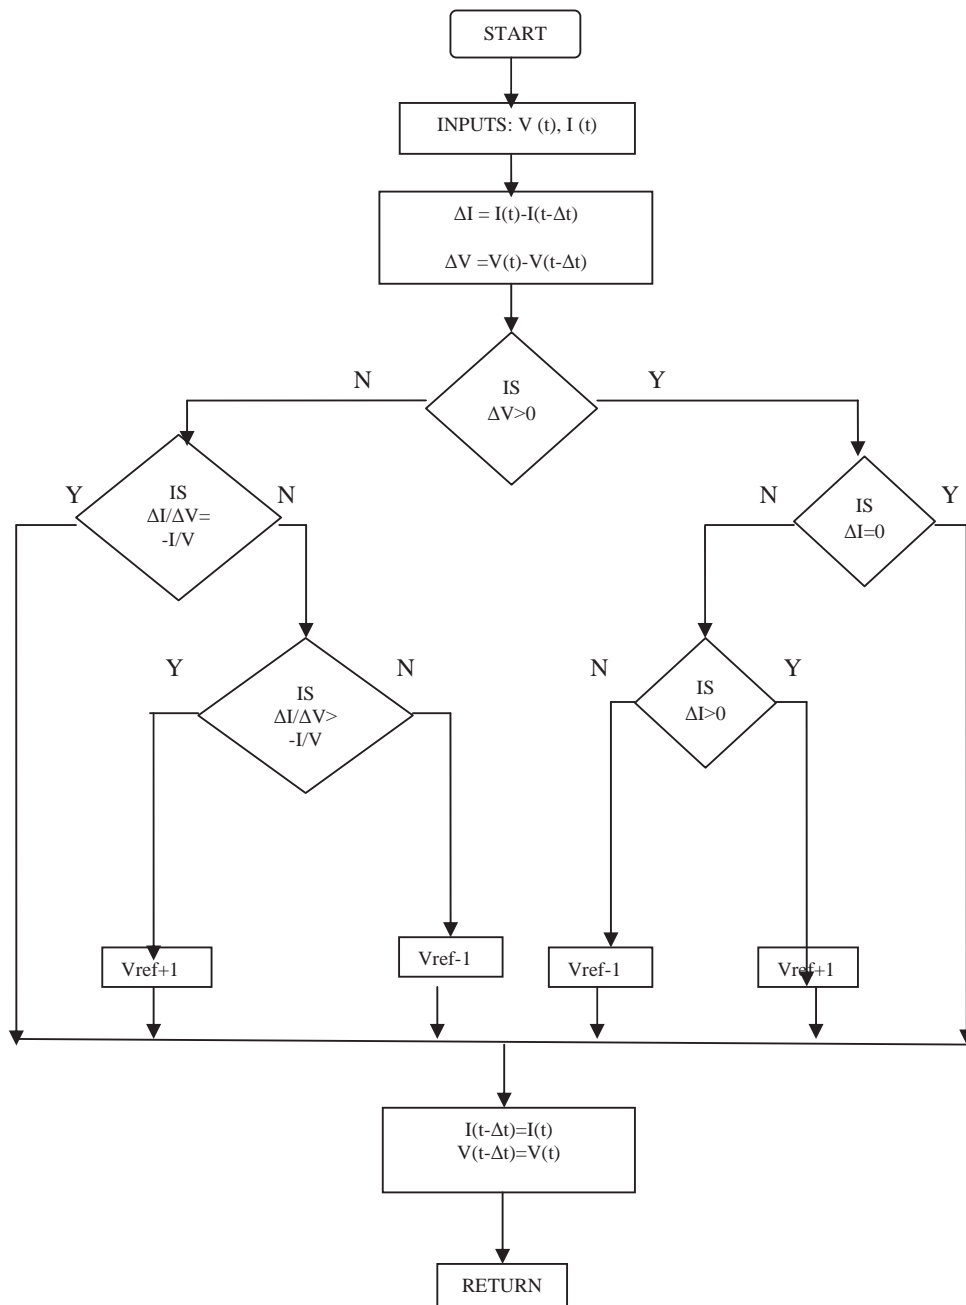 START
INPUTS: V (t), I (t)
ΔI = I(t)-I(t-Δt)
ΔV =V(t)-V(t-Δt)
N
Y
IS
ΔV>0
Y
IS
ΔI/ΔV=
-I/V
N
N
IS
ΔI=0
Y
Y
IS
ΔI/ΔV>
-I/V
N
N
IS
ΔI>0
Y
Vref+1
Vref-1
Vref-1
Vref+1
I(t-Δt)=I(t)
V(t-Δt)=V(t)
RETURN